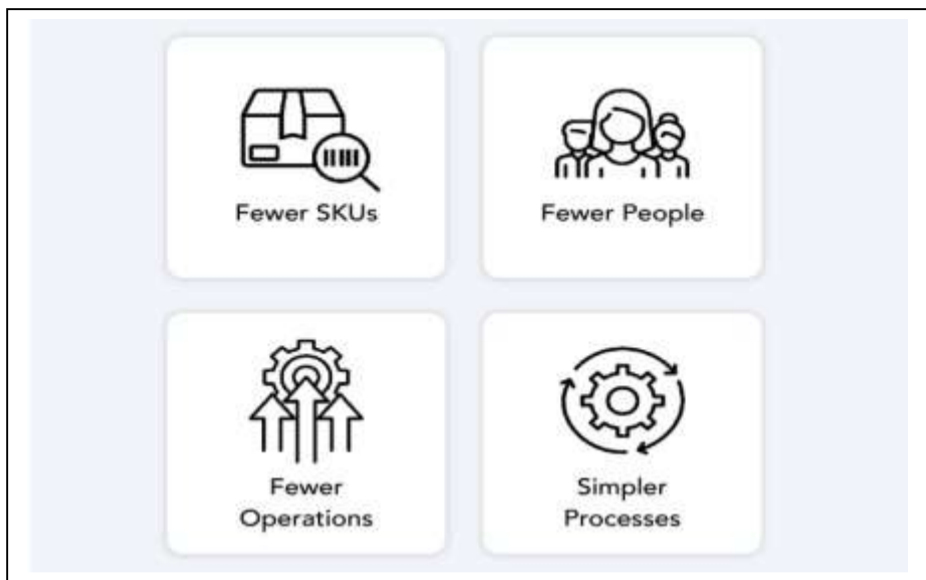 Fewer SKUs
Fewer People
Fewer
Operations
Simpler
Processes